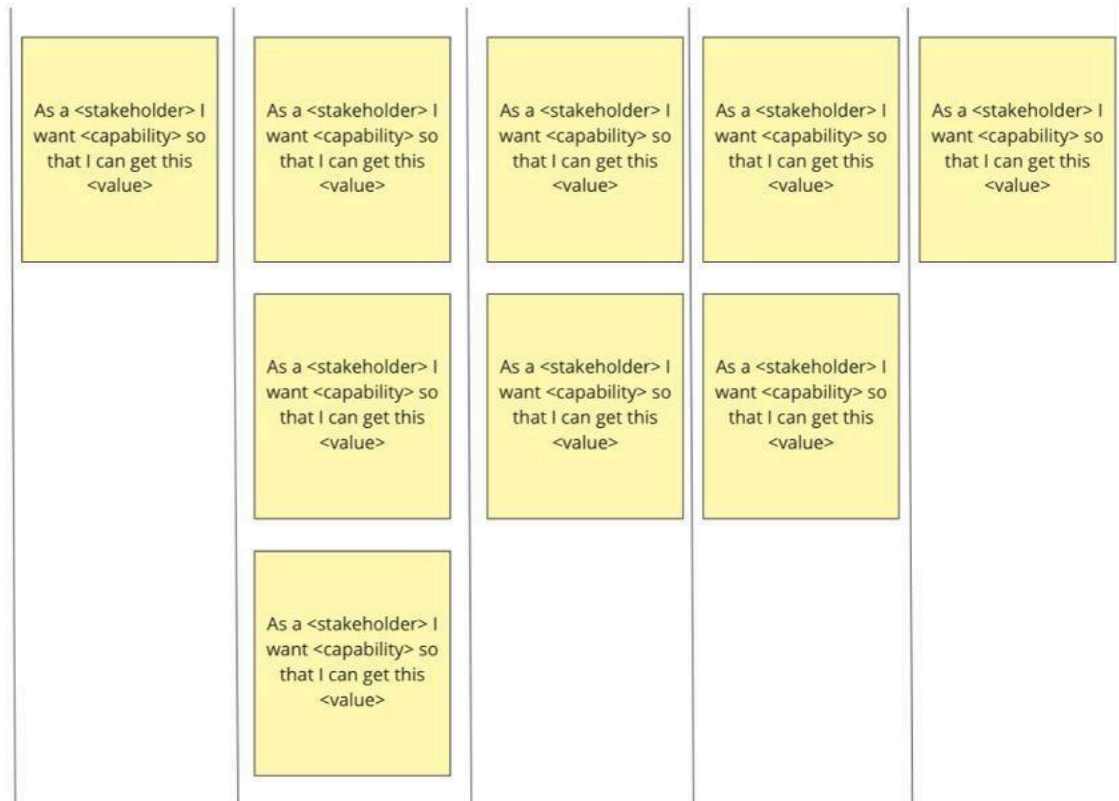 As a <stakeholder> I
want <capability> so
that I can get this
<value>
As a <stakeholder> I
want <capability> so
that I can get this
<value>
As a <stakeholder> I
want <capability> so
that I can get this
<value>
As a <stakeholder> I
want <capability> so
that I can get this
<value>
As a <stakeholder> I
want <capability> so
that I can get this
<value>
As a <stakeholder> I
want <capability> so
that I can get this
<value>
As a <stakeholder> I
want <capability> so
that I can get this
<value>
As a <stakeholder> I
want <capability> so
that I can get this
<value>
As a <stakeholder> I
want <capability> so
that I can get this
<value>